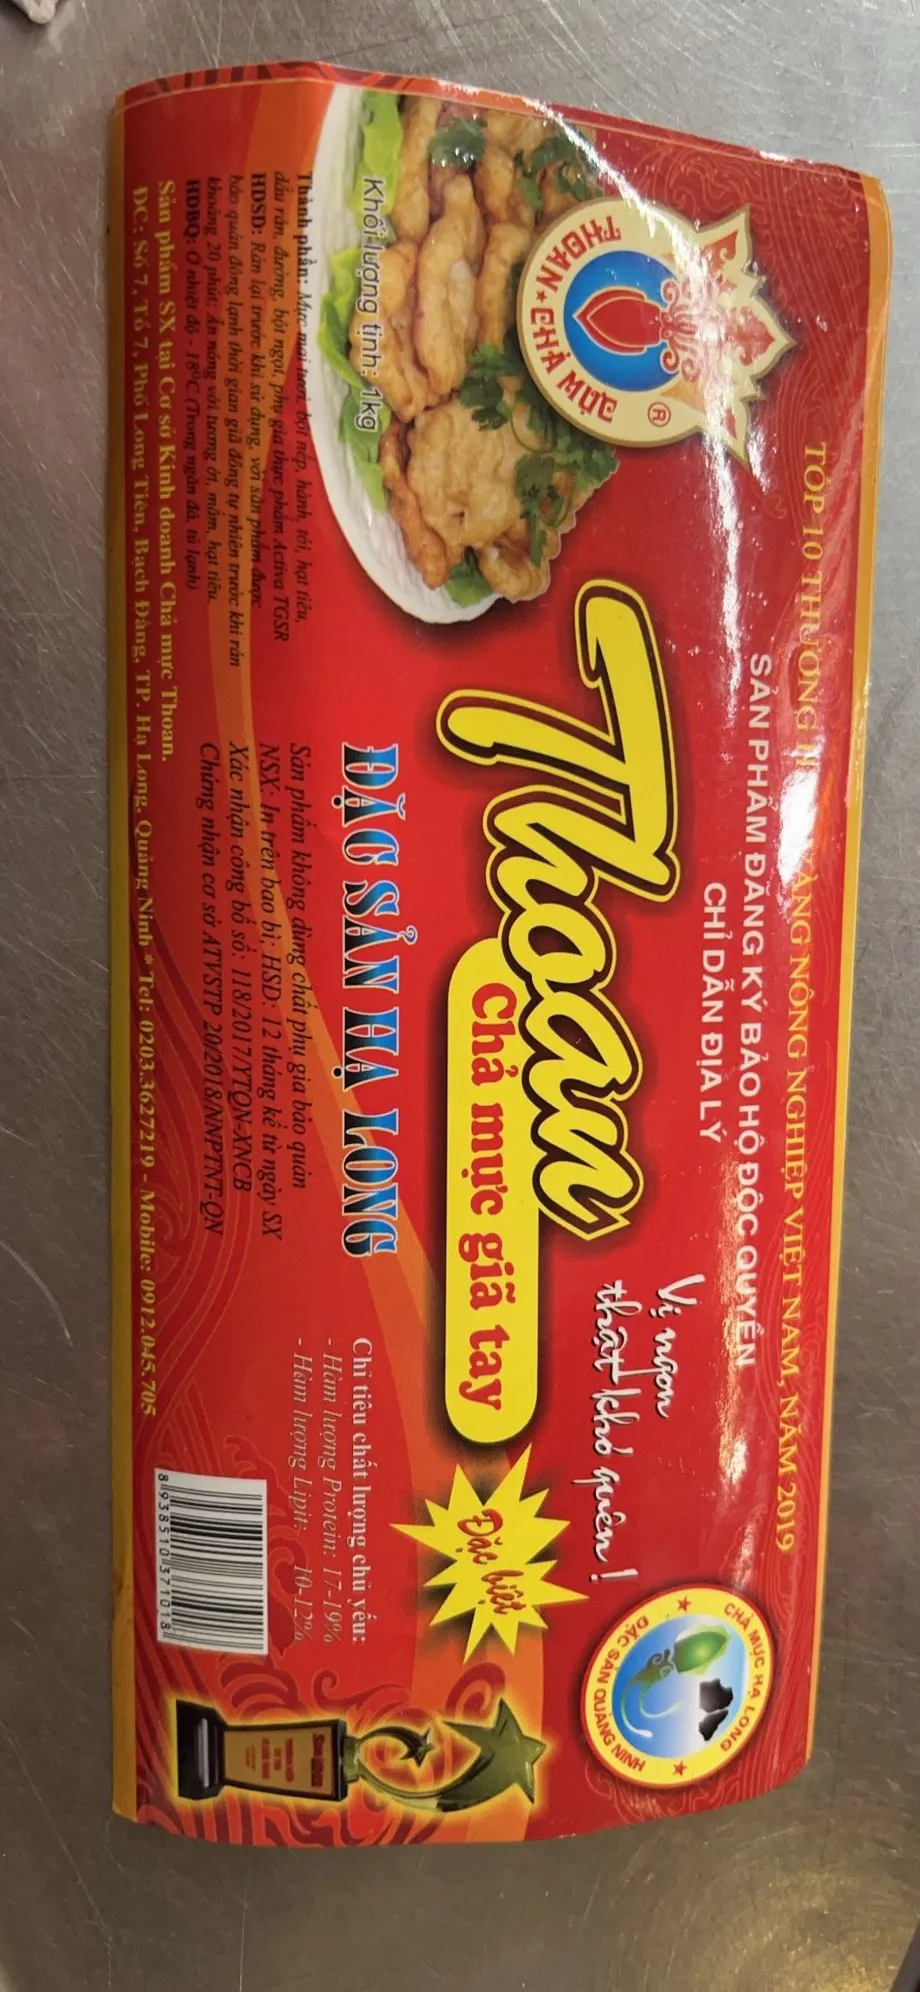 TOP 10 THƯƠNG VÀNG NÔNG NGHIỆP VIỆT NAM, NĂM 2019
SẢN PHẨM ĐĂNG KÝ BẢO HỘ ĐỘC QUYỀN
CHỈ DẪN ĐỊA LÝ
THOAN ★ CHẢ MỰC
®
CHẢ MỰC HẠ LONG
★ ĐẶC SẢN QUẢNG NINH ★
Vị ngon
thật khó quên !
Thoan
Chả mực giã tay
Đặc biệt
ĐẶC SẢN HẠ LONG
Khối lượng tịnh: 1kg
Thành phần: Mực mai tươi, bột nếp, hành, tỏi, hạt tiêu,
dầu rán, đường, bột ngọt, phụ gia thực phẩm Activa TGSR
HDSD: Rán lại trước khi sử dụng, với sản phẩm được
bảo quản đông lạnh thời gian giã đông tự nhiên trước khi rán
khoảng 20 phút. Ăn nóng với tương ớt, mắm, hạt tiêu.
HDBQ: Ở nhiệt độ - 18°C (Trong ngăn đá, tủ lạnh)
Sản phẩm không dùng chất phụ gia bảo quản
NSX: In trên bao bì; HSD: 12 tháng kể từ ngày SX
Xác nhận công bố số: 118/2017/YTQN-XNCB
Chứng nhận cơ sở ATVSTP 20/2018/NNPTNT-QN
Chỉ tiêu chất lượng chủ yếu:
- Hàm lượng Protein: 17-19%
- Hàm lượng Lipit: 10-12%
Sản phẩm SX tại Cơ sở Kinh doanh Chả mực Thoan.
ĐC: Số 7, Tổ 7, Phố Long Tiên, Bạch Đằng, TP. Hạ Long, Quảng Ninh * Tel: 0203.3627219 - Mobile: 0912.045.705
8 938510 371018